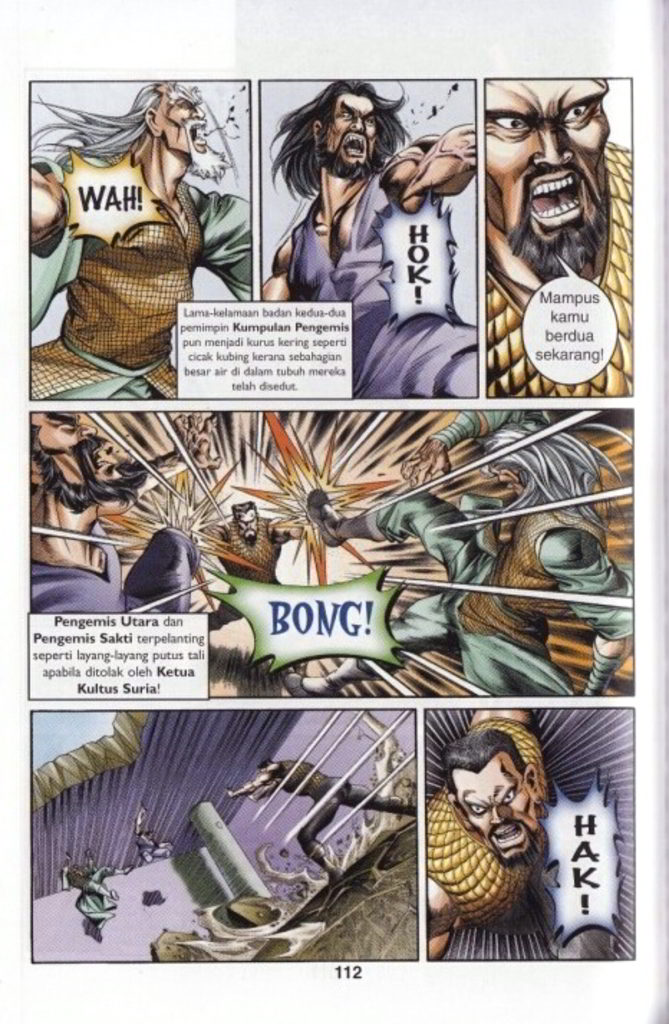 WAH!
HOK!
Lama-kelamaan badan kedua-dua
pemimpin Kumpulan Pengemis
pun menjadi kurus kering seperti
cicak kubing kerana sebahagian
besar air di dalam tubuh mereka
telah disedut.
Mampus
kamu
berdua
sekarang!
BONG!
Pengemis Utara dan
Pengemis Sakti terpelanting
seperti layang-layang putus tali
apabila ditolak oleh Ketua
Kultus Suria!
HAK!
112